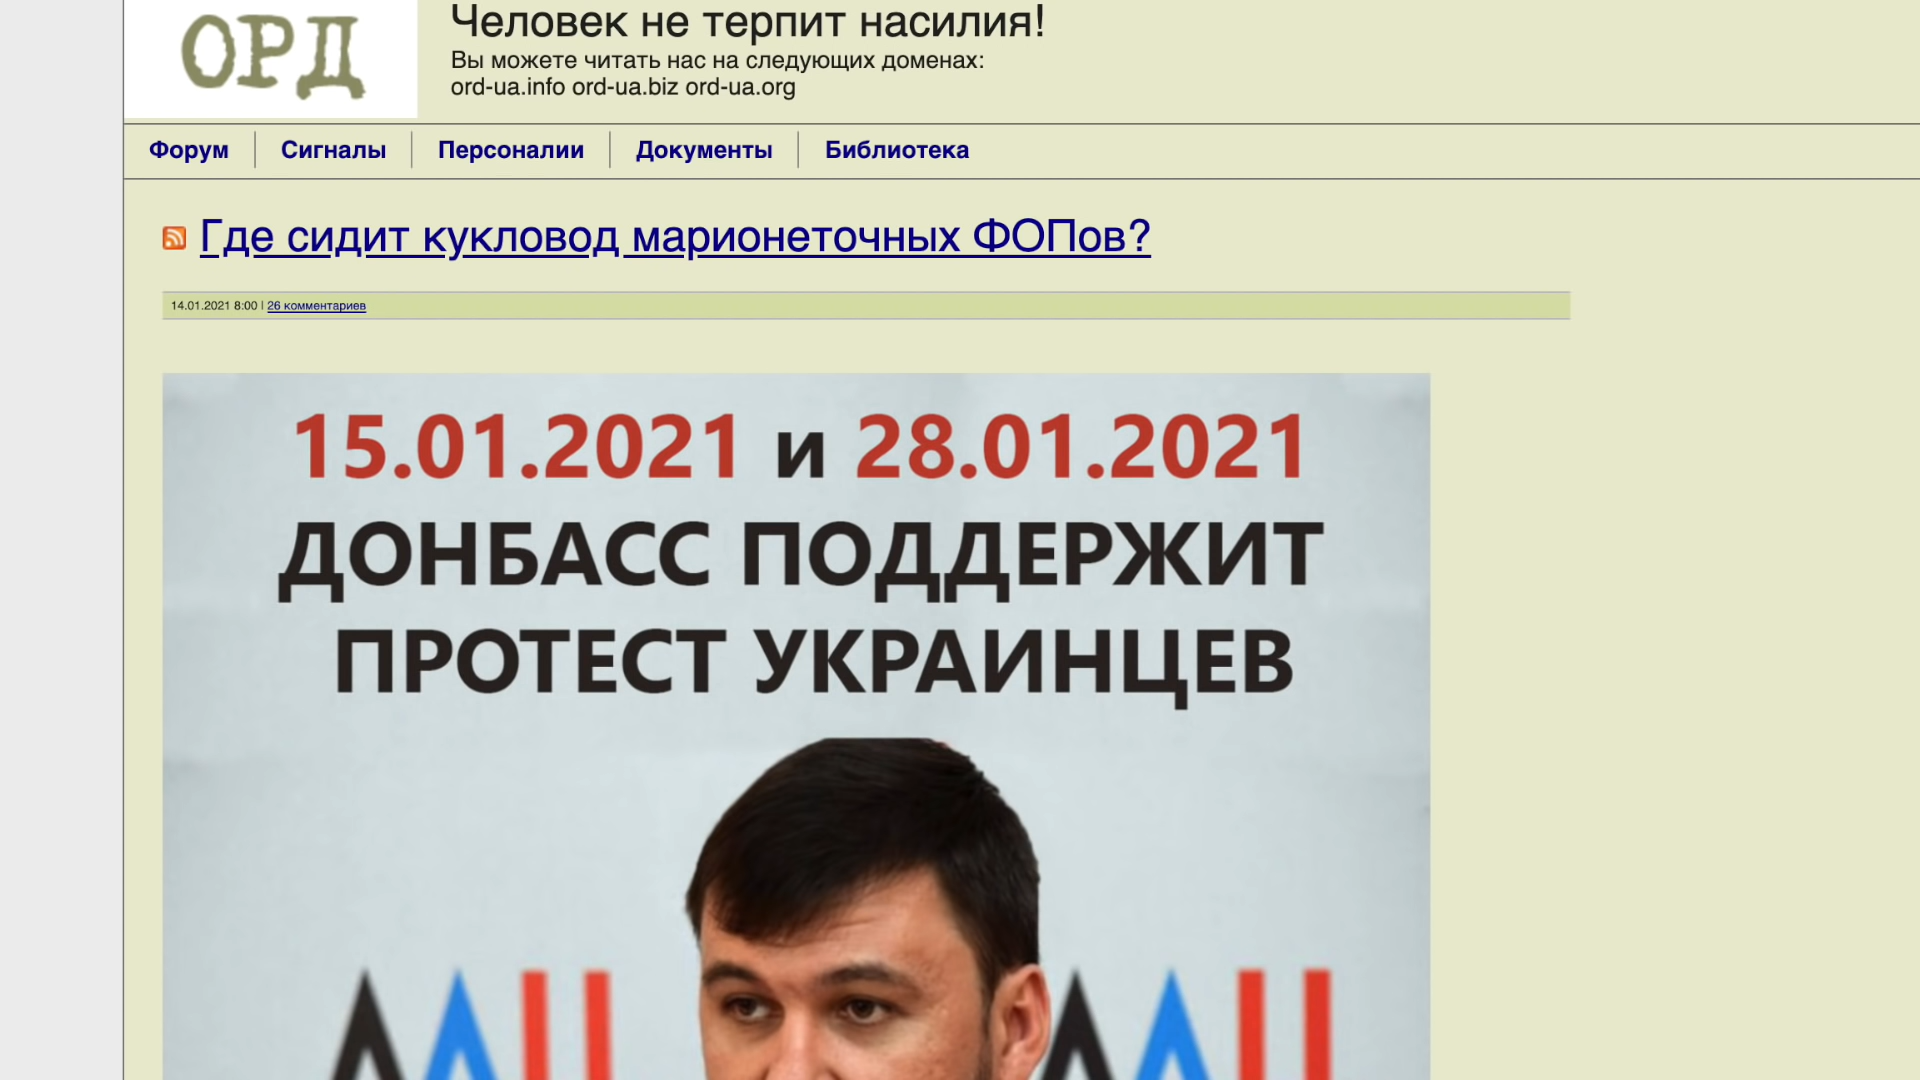 ОРД
Человек не терпит насилия!
Вы можете читать нас на следующих доменах:
ord-ua.info ord-ua.biz ord-ua.org
Форум
Сигналы
Персоналии
Документы
Библиотека
Где сидит кукловод марионеточных ФОПов?
14.01.2021 8:00 | 26 комментариев
15.01.2021 и 28.01.2021
ДОНБАСС ПОДДЕРЖИТ
ПРОТЕСТ УКРАИНЦЕВ